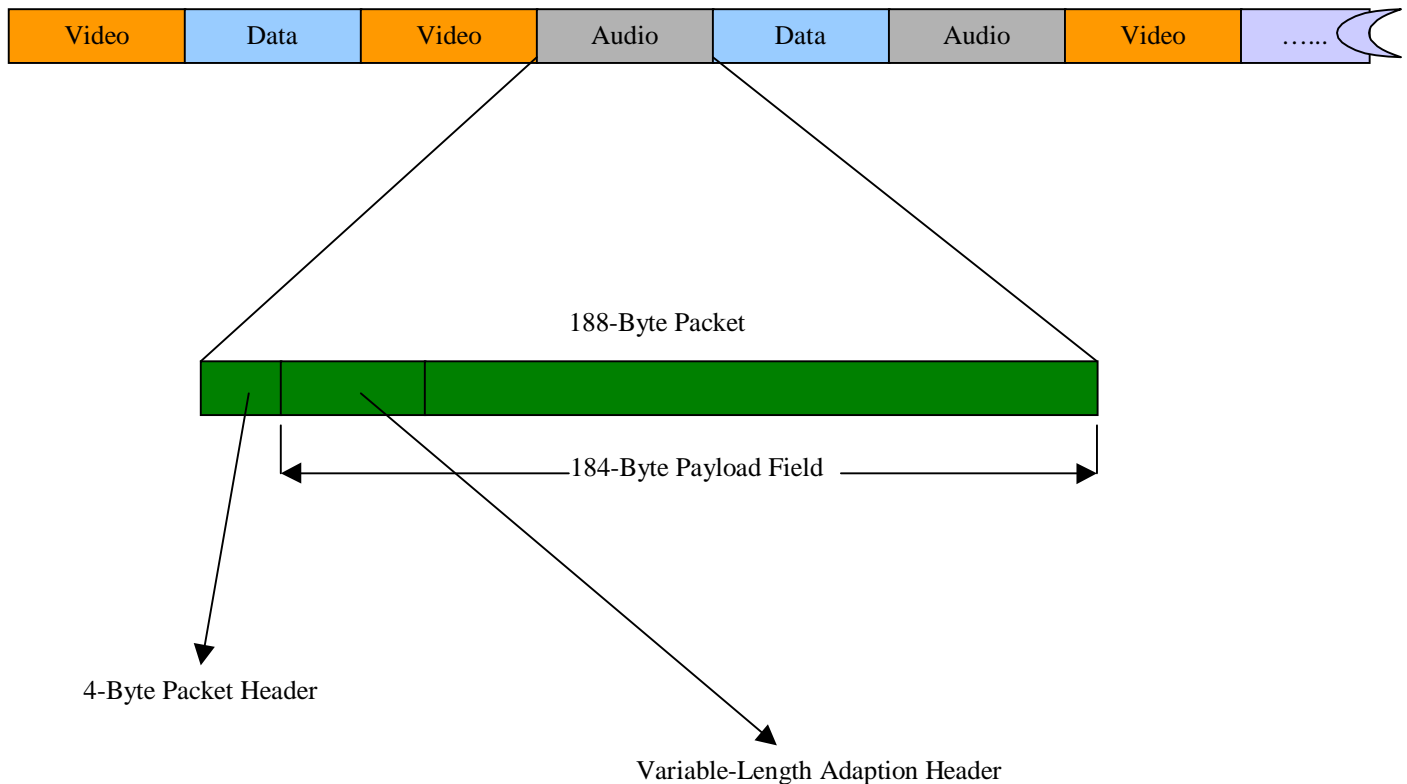 Video Data Video Audio Data Audio Video …...
188-Byte Packet
184-Byte Payload Field
4-Byte Packet Header
Variable-Length Adaption Header